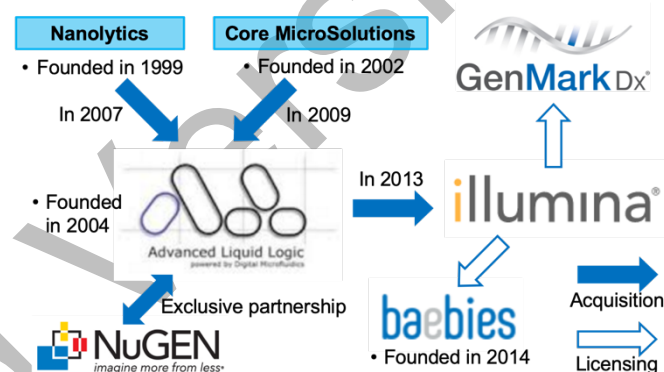 Nanolytics
• Founded in 1999
Core MicroSolutions
• Founded in 2002
GenMark Dx®
In 2007
In 2009
• Founded
in 2004
Advanced Liquid Logic
powered by Digital Microfluidics
In 2013
illumına®
Exclusive partnership
NuGEN
imagine more from less•
baebies
• Founded in 2014
Acquisition
Licensing